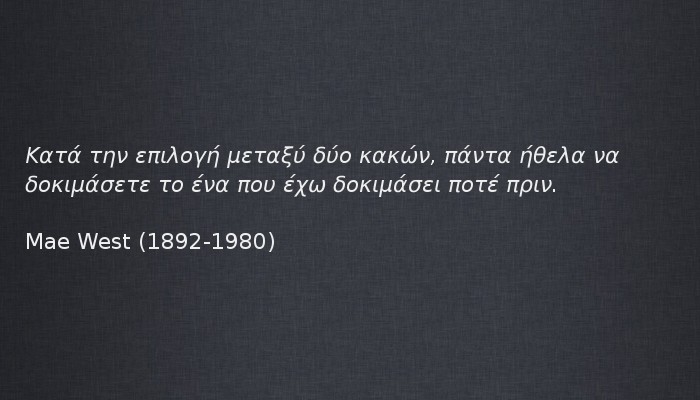 Κατά την επιλογή μεταξύ δύο κακών, πάντα ήθελα να
δοκιμάσετε το ένα που έχω δοκιμάσει ποτέ πριν.
Mae West (1892-1980)